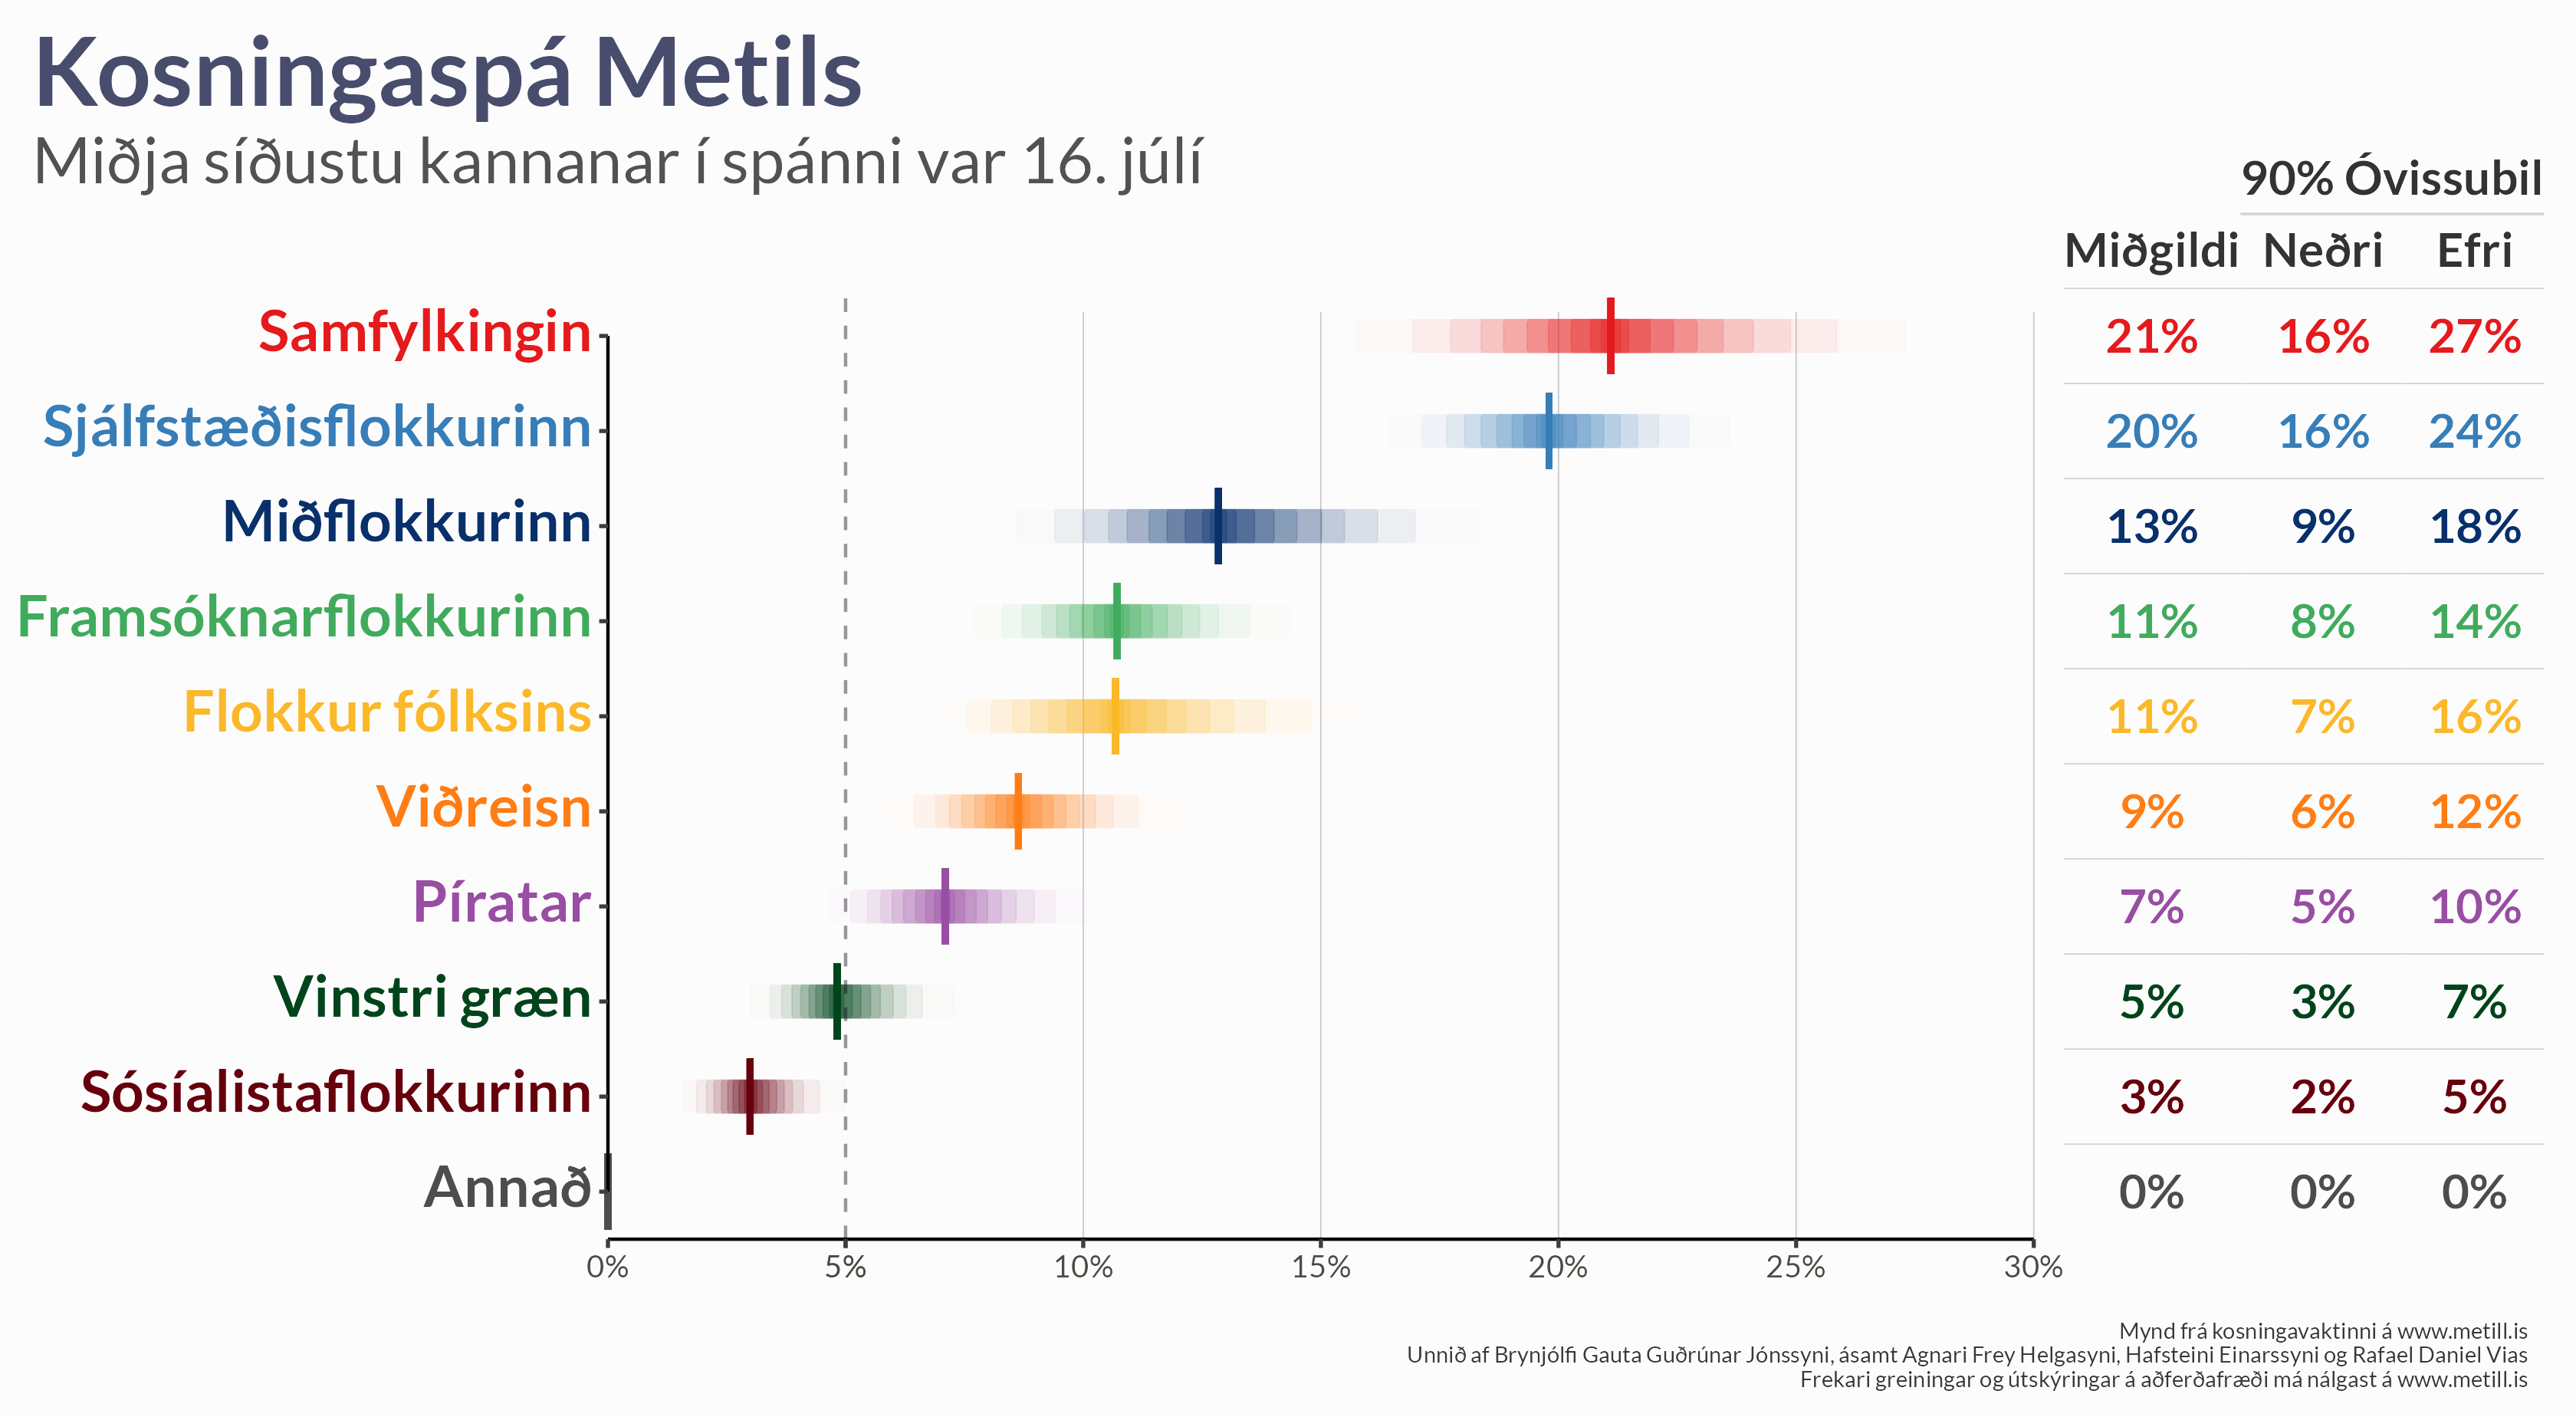 Kosningaspá Metils
Miðja síðustu kannanar í spánni var 16. júlí
90% Óvissubil
Miðgildi Neðri Efri
Samfylkingin 21% 16% 27%
Sjálfstæðisflokkurinn 20% 16% 24%
Miðflokkurinn 13% 9% 18%
Framsóknarflokkurinn 11% 8% 14%
Flokkur fólksins 11% 7% 16%
Viðreisn 9% 6% 12%
Píratar 7% 5% 10%
Vinstri græn 5% 3% 7%
Sósíalistaflokkurinn 3% 2% 5%
Annað 0% 0% 0%
0% 5% 10% 15% 20% 25% 30%
Mynd frá kosningavaktinni á www.metill.is
Unnið af Brynjólfi Gauta Guðrúnar Jónssyni, ásamt Agnari Frey Helgasyni, Hafsteini Einarssyni og Rafael Daniel Vias
Frekari greiningar og útskýringar á aðferðafræði má nálgast á www.metill.is